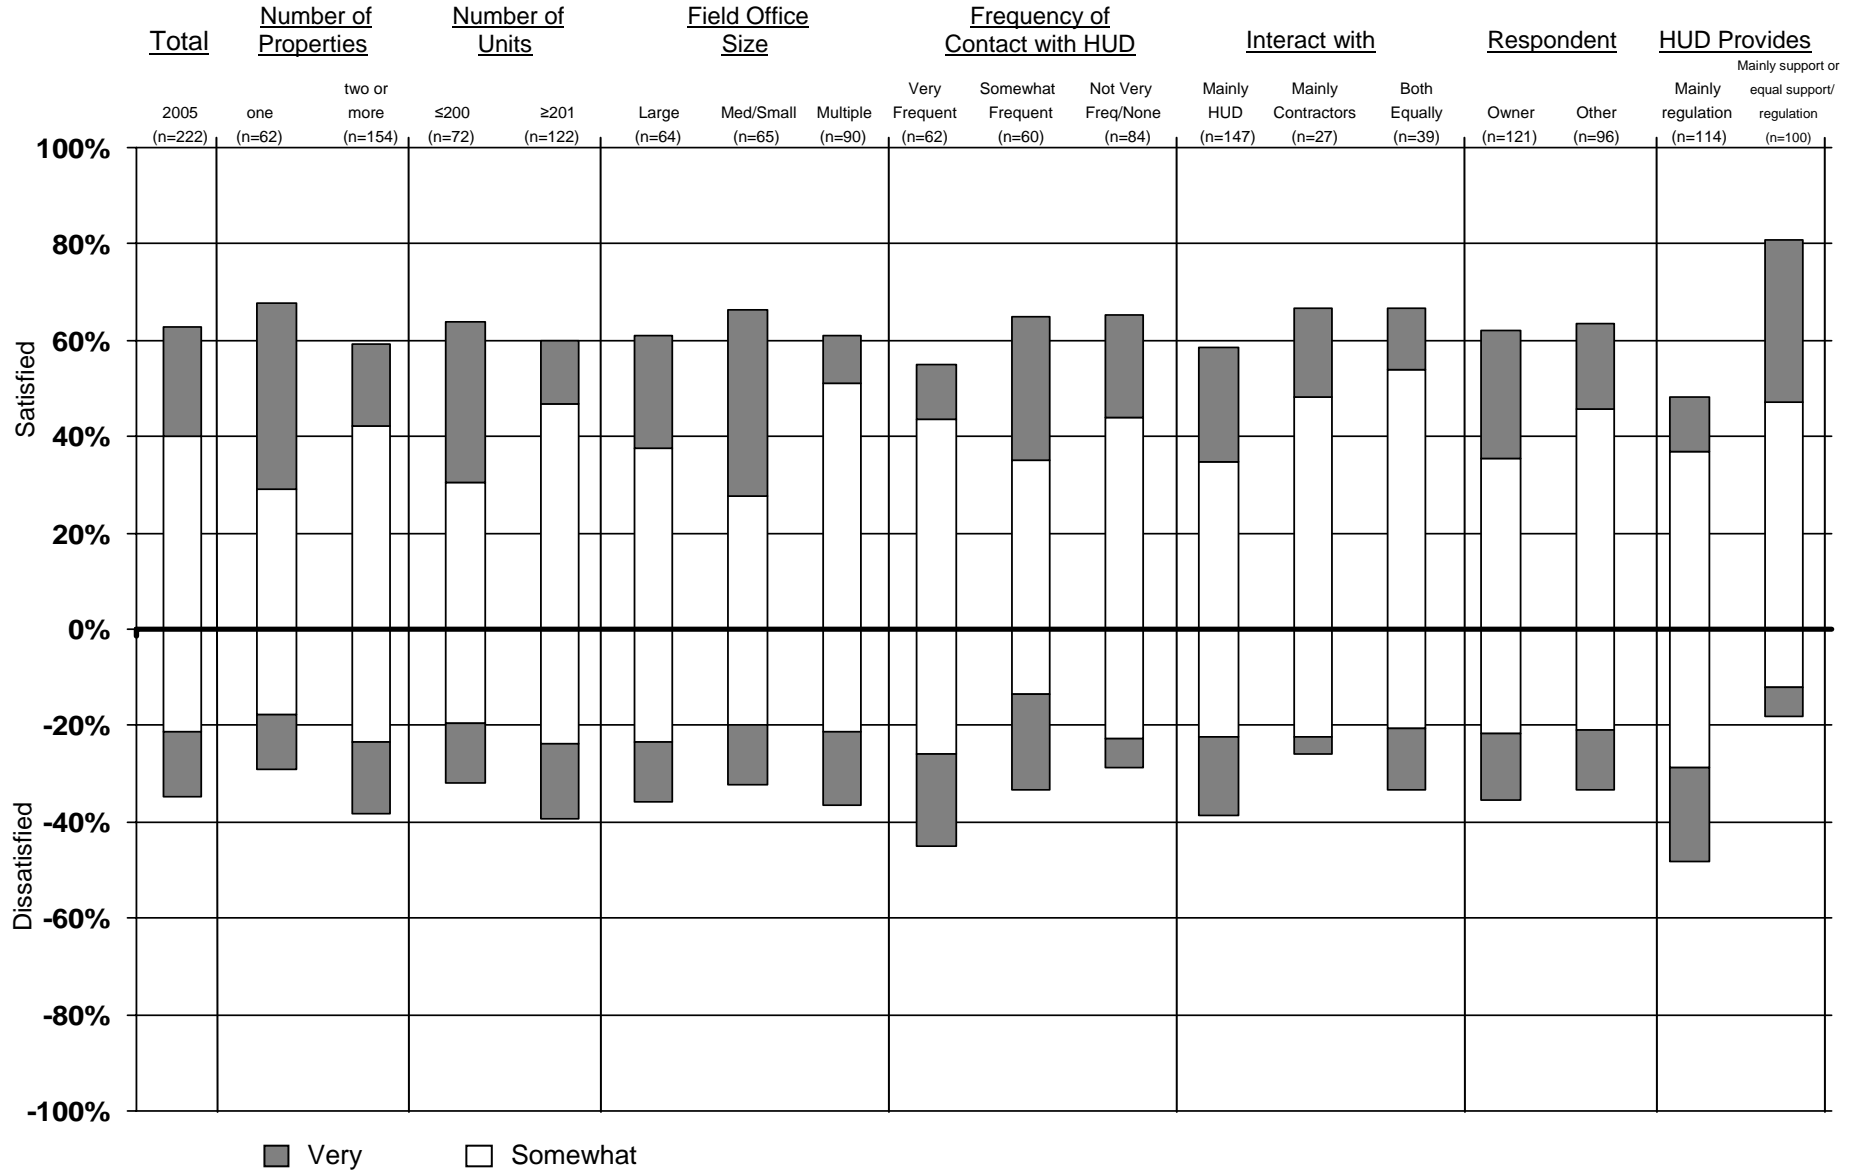 Total
Number of
Properties
Number of
Units
Field Office
Size
Frequency of
Contact with HUD
Interact with
Respondent
HUD Provides
2005
(n=222)
one
(n=62)
two or
more
(n=154)
≤200
(n=72)
≥201
(n=122)
Large
(n=64)
Med/Small
(n=65)
Multiple
(n=90)
Very
Frequent
(n=62)
Somewhat
Frequent
(n=60)
Not Very
Freq/None
(n=84)
Mainly
HUD
(n=147)
Mainly
Contractors
(n=27)
Both
Equally
(n=39)
Owner
(n=121)
Other
(n=96)
Mainly
regulation
(n=114)
Mainly support or
equal support/
regulation
(n=100)
100%
80%
60%
40%
20%
0%
-20%
-40%
-60%
-80%
-100%
Satisfied
Dissatisfied
Very
Somewhat